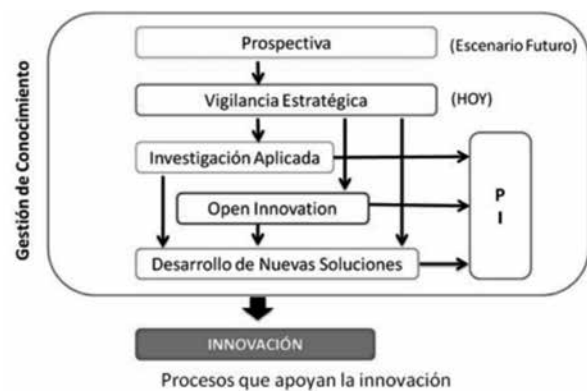 Prospectiva
(Escenario Futuro)
Vigilancia Estratégica
(HOY)
Gestión de Conocimiento
Investigación Aplicada
P
I
Open Innovation
Desarrollo de Nuevas Soluciones
INNOVACIÓN
Procesos que apoyan la innovación